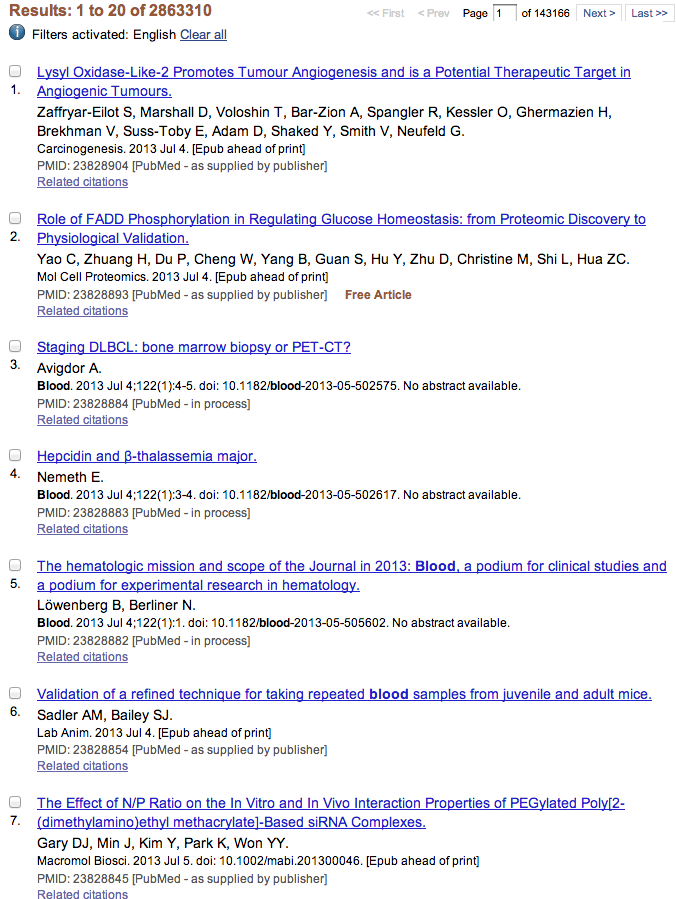 Results: 1 to 20 of 2863310
<< First < Prev Page 1 of 143166 Next > Last >>
Filters activated: English Clear all
1. Lysyl Oxidase-Like-2 Promotes Tumour Angiogenesis and is a Potential Therapeutic Target in
Angiogenic Tumours.
Zaffryar-Eilot S, Marshall D, Voloshin T, Bar-Zion A, Spangler R, Kessler O, Ghermazien H,
Brekhman V, Suss-Toby E, Adam D, Shaked Y, Smith V, Neufeld G.
Carcinogenesis. 2013 Jul 4. [Epub ahead of print]
PMID: 23828904 [PubMed - as supplied by publisher]
Related citations
2. Role of FADD Phosphorylation in Regulating Glucose Homeostasis: from Proteomic Discovery to
Physiological Validation.
Yao C, Zhuang H, Du P, Cheng W, Yang B, Guan S, Hu Y, Zhu D, Christine M, Shi L, Hua ZC.
Mol Cell Proteomics. 2013 Jul 4. [Epub ahead of print]
PMID: 23828893 [PubMed - as supplied by publisher] Free Article
Related citations
3. Staging DLBCL: bone marrow biopsy or PET-CT?
Avigdor A.
Blood. 2013 Jul 4;122(1):4-5. doi: 10.1182/blood-2013-05-502575. No abstract available.
PMID: 23828884 [PubMed - in process]
Related citations
4. Hepcidin and β-thalassemia major.
Nemeth E.
Blood. 2013 Jul 4;122(1):3-4. doi: 10.1182/blood-2013-05-502617. No abstract available.
PMID: 23828883 [PubMed - in process]
Related citations
5. The hematologic mission and scope of the Journal in 2013: Blood, a podium for clinical studies and
a podium for experimental research in hematology.
Löwenberg B, Berliner N.
Blood. 2013 Jul 4;122(1):1. doi: 10.1182/blood-2013-05-505602. No abstract available.
PMID: 23828882 [PubMed - in process]
Related citations
6. Validation of a refined technique for taking repeated blood samples from juvenile and adult mice.
Sadler AM, Bailey SJ.
Lab Anim. 2013 Jul 4. [Epub ahead of print]
PMID: 23828854 [PubMed - as supplied by publisher]
Related citations
7. The Effect of N/P Ratio on the In Vitro and In Vivo Interaction Properties of PEGylated Poly[2-
(dimethylamino)ethyl methacrylate]-Based siRNA Complexes.
Gary DJ, Min J, Kim Y, Park K, Won YY.
Macromol Biosci. 2013 Jul 5. doi: 10.1002/mabi.201300046. [Epub ahead of print]
PMID: 23828845 [PubMed - as supplied by publisher]
Related citations